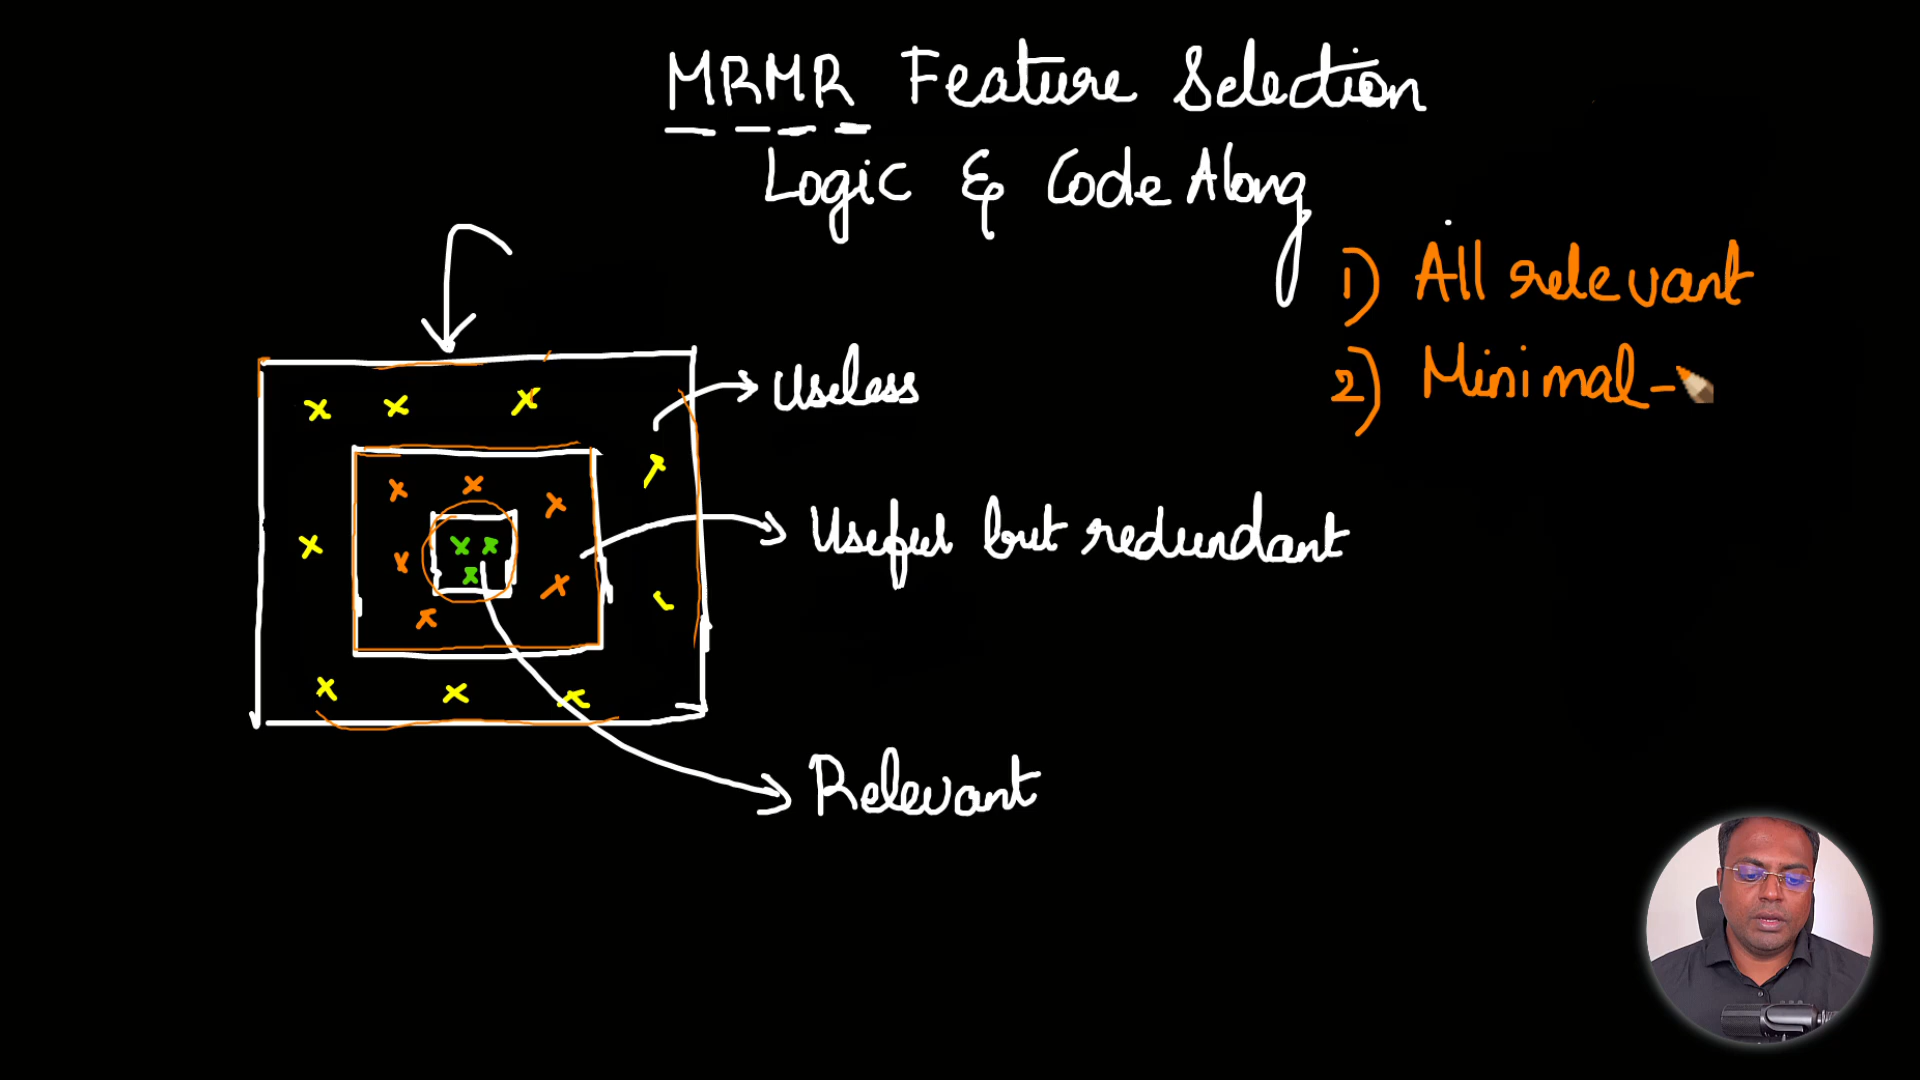 MRMR Feature Selection
Logic & Code Along
1) All relevant
2) Minimal -
Useless
Useful but redundant
Relevant